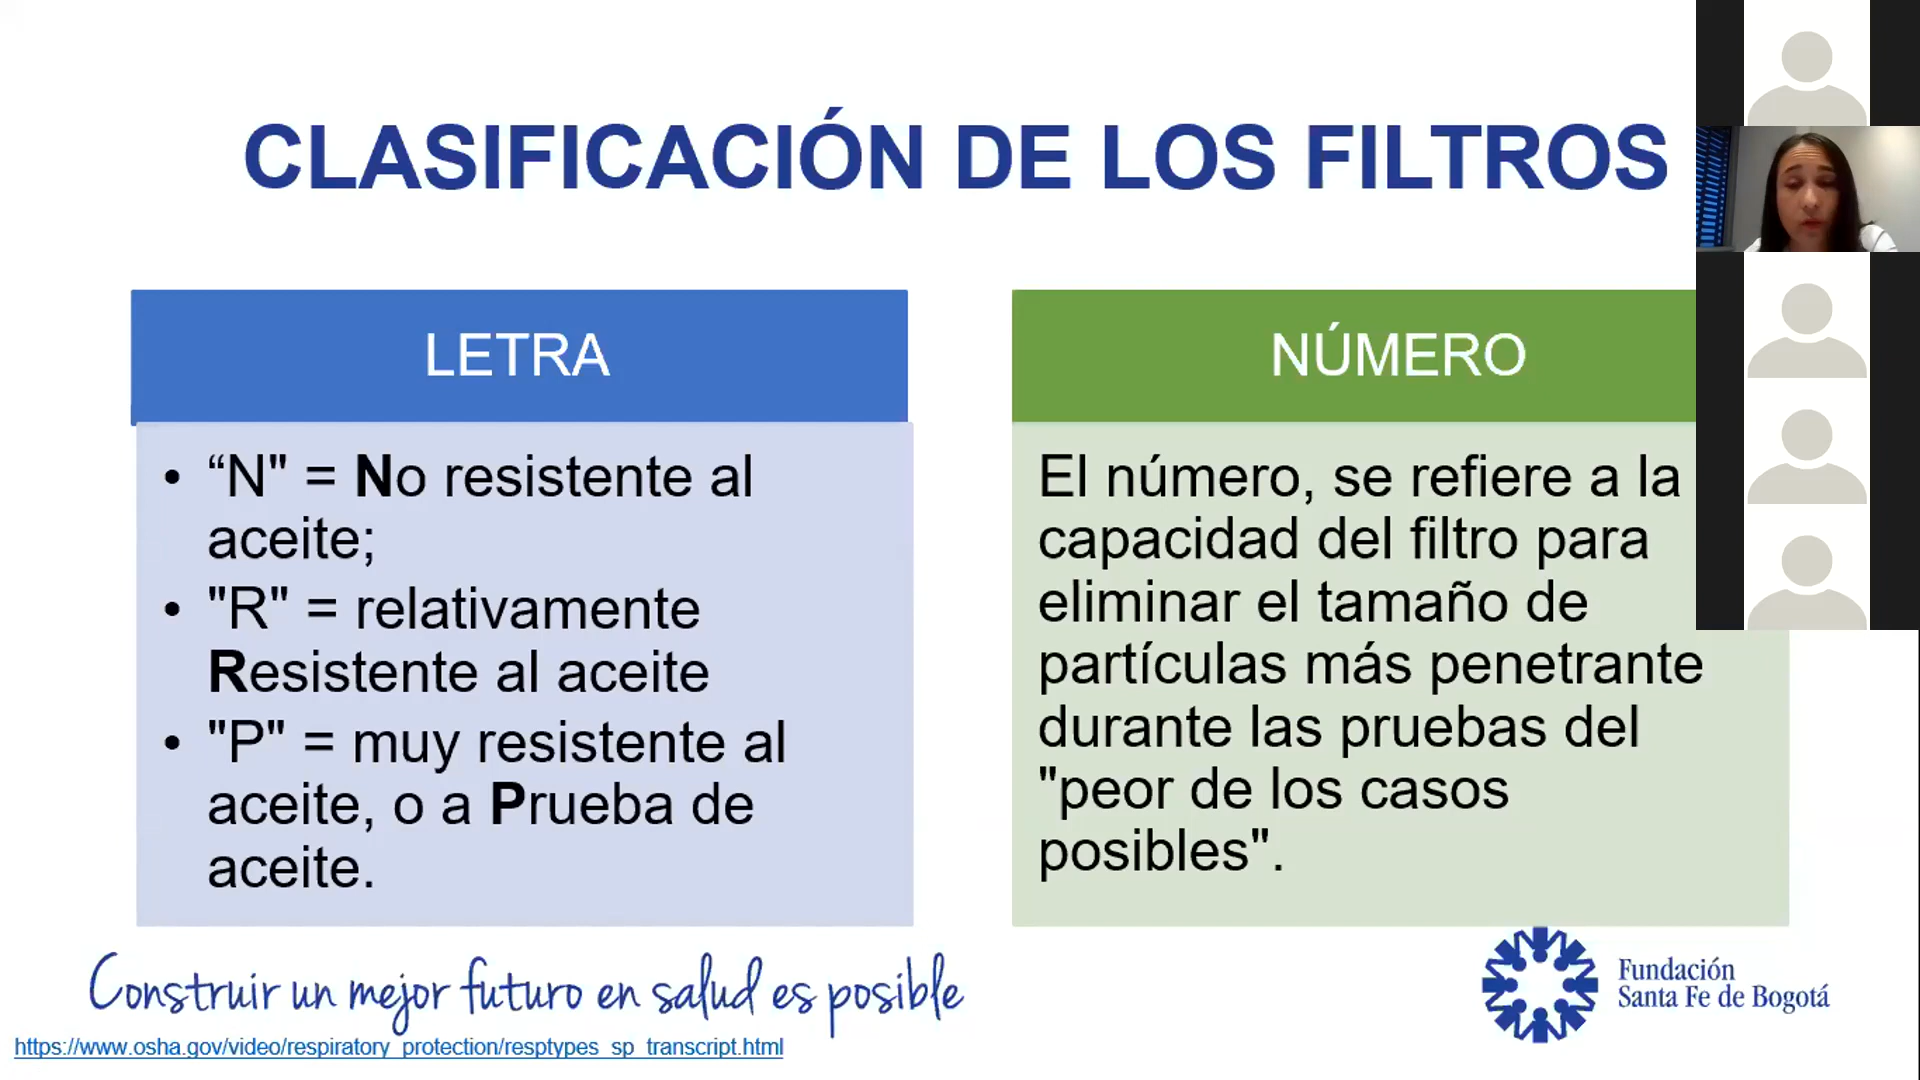 CLASIFICACIÓN DE LOS FILTROS
LETRA
“N" = No resistente al
aceite;
"R" = relativamente
Resistente al aceite
"P" = muy resistente al
aceite, o a Prueba de
aceite.
NÚMERO
El número, se refiere a la
capacidad del filtro para
eliminar el tamaño de
partículas más penetrante
durante las pruebas del
"peor de los casos
posibles".
Construir un mejor futuro en salud es posible
https://www.osha.gov/video/respiratory_protection/resptypes_sp_transcript.html
Fundación
Santa Fe de Bogotá